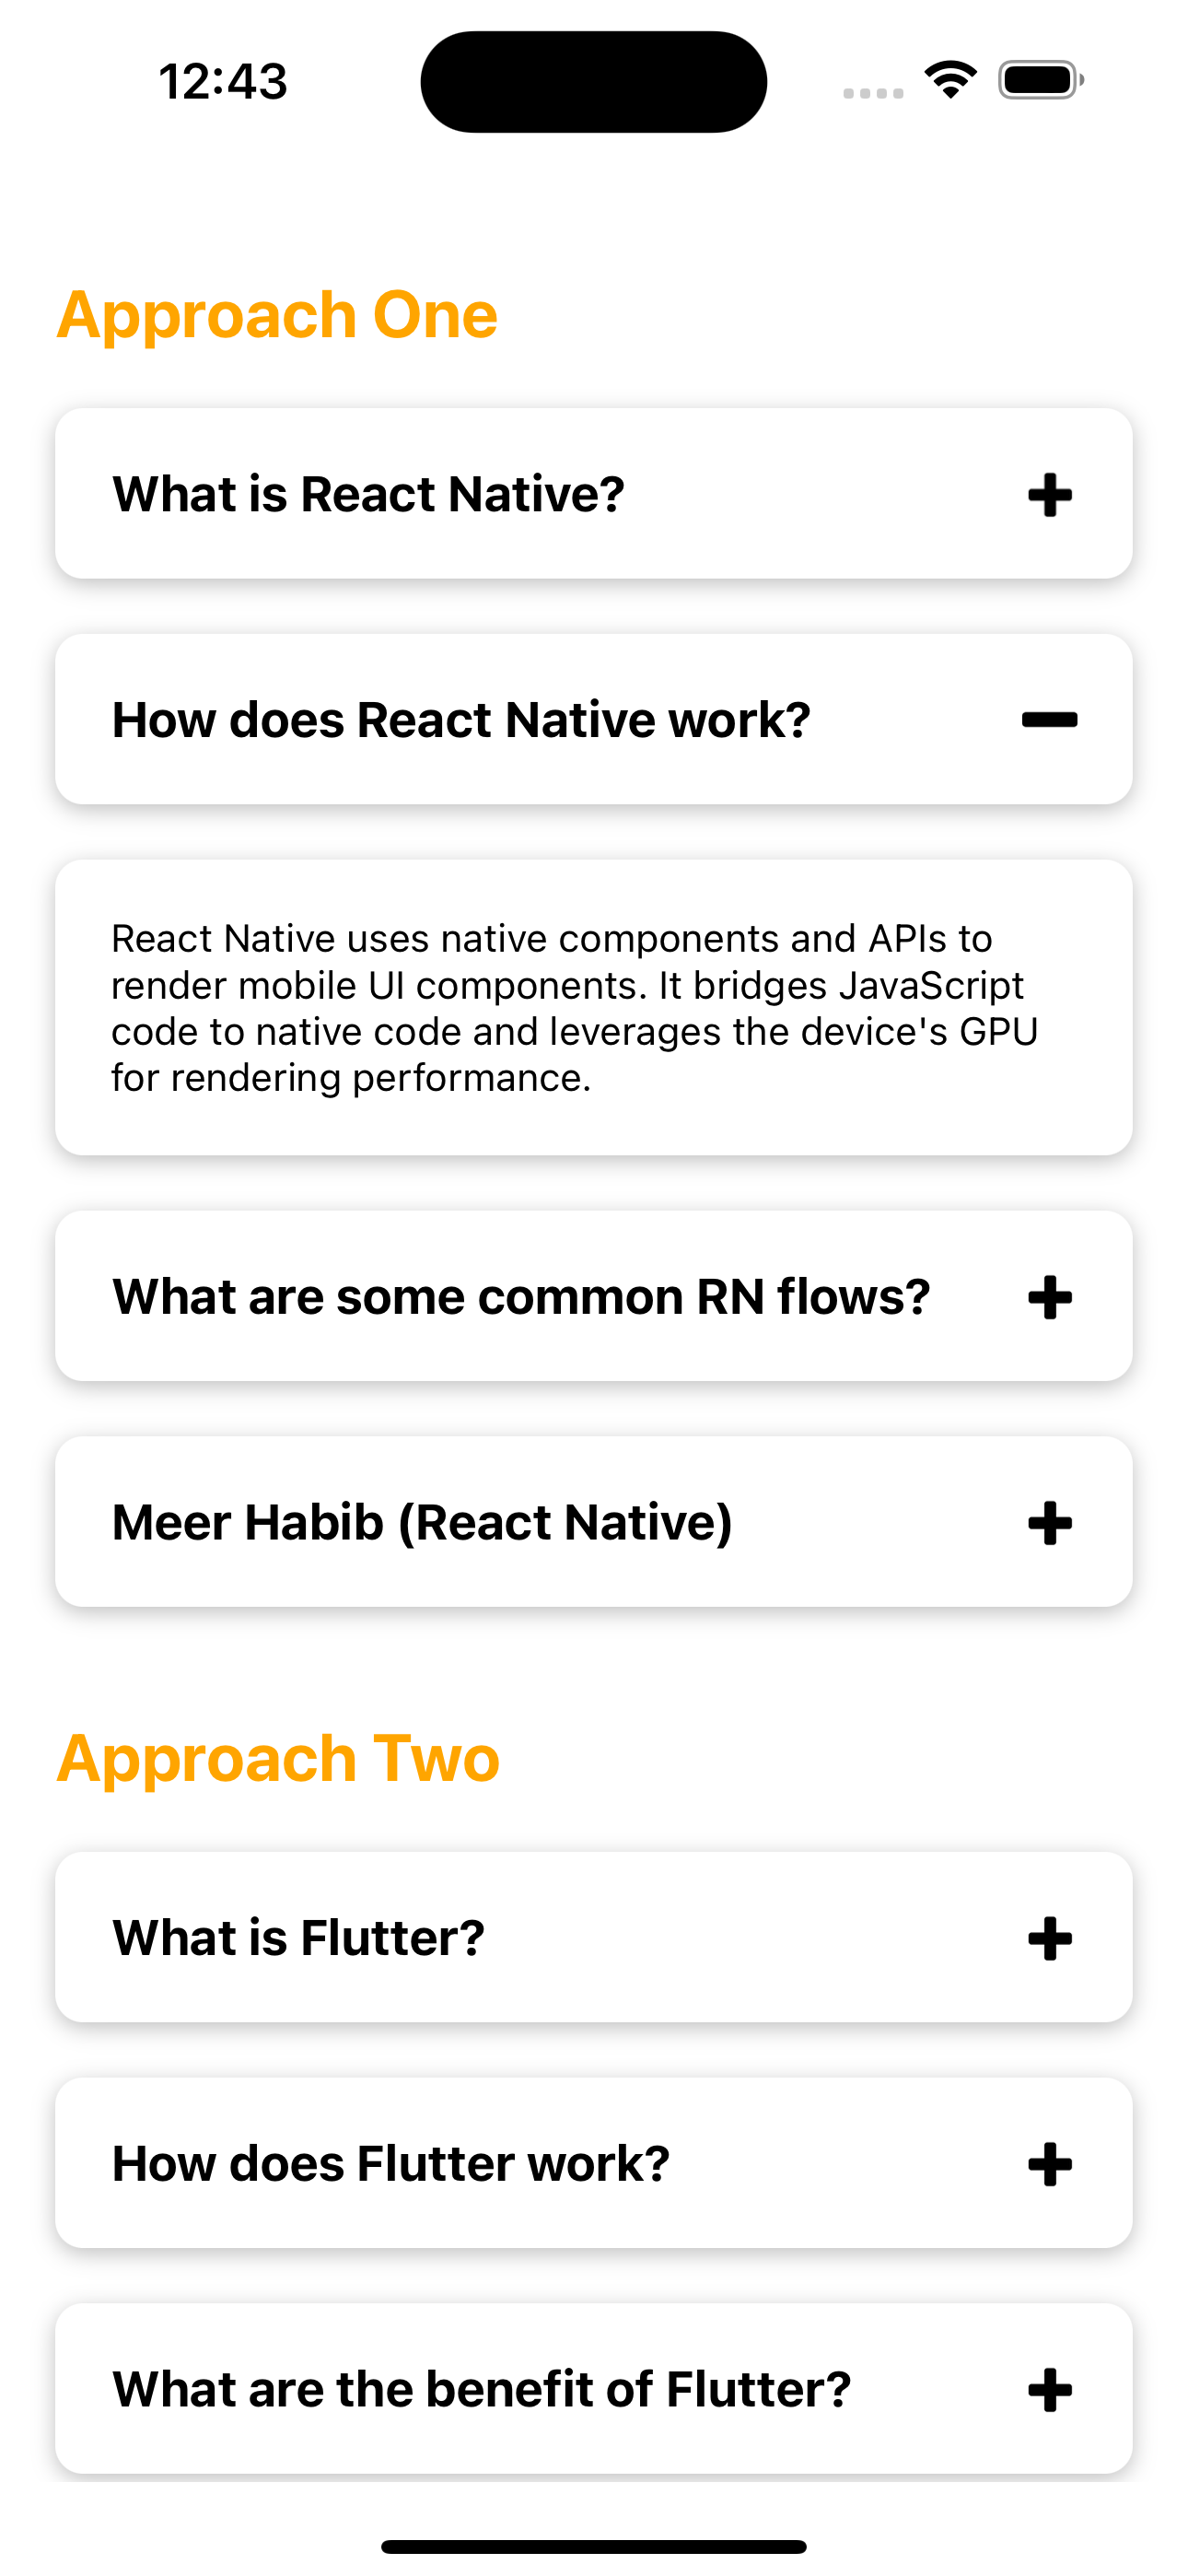 12:43
Approach One
What is React Native?
How does React Native work?
React Native uses native components and APIs to
render mobile UI components. It bridges JavaScript
code to native code and leverages the device's GPU
for rendering performance.
What are some common RN flows?
Meer Habib (React Native)
Approach Two
What is Flutter?
How does Flutter work?
What are the benefit of Flutter?